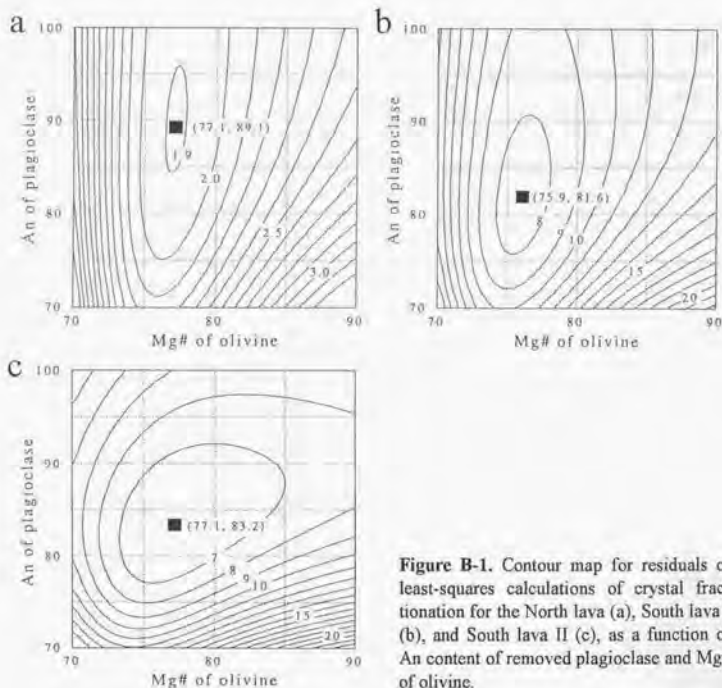 a
100
90
80
70
An of plagioclase
(77.1, 89.1)
1.9
2.0
2.5
3.0
70 80 90
Mg# of olivine
b
100
90
80
70
An of plagioclase
(75.9, 81.6)
8
9
10
15
20
70 80 90
Mg# of olivine
c
100
90
80
70
An of plagioclase
(77.1, 83.2)
7
8
9
10
15
20
70 80 90
Mg# of olivine
Figure B-1. Contour map for residuals o
least-squares calculations of crystal frac
tionation for the North lava (a), South lava
(b), and South lava II (c), as a function o
An content of removed plagioclase and Mg
of olivine.